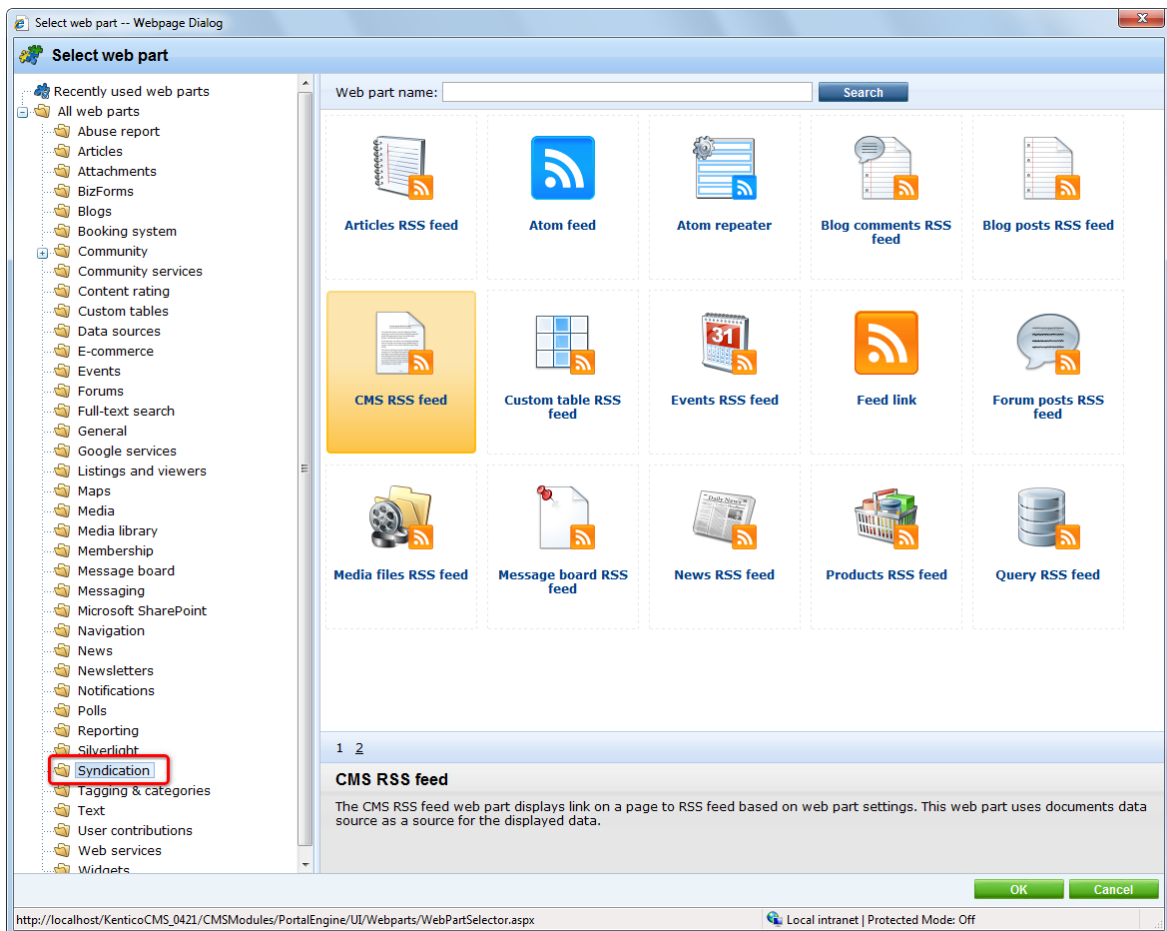 Select web part -- Webpage Dialog
X
Select web part
Recently used web parts
All web parts
Abuse report
Articles
Attachments
BizForms
Blogs
Booking system
Community
Community services
Content rating
Custom tables
Data sources
E-commerce
Events
Forums
Full-text search
General
Google services
Listings and viewers
Maps
Media
Media library
Membership
Message board
Messaging
Microsoft SharePoint
Navigation
News
Newsletters
Notifications
Polls
Reporting
Silverlight
Syndication
Tagging & categories
Text
User contributions
Web services
Widgets
Web part name:
Search
Articles RSS feed
Atom feed
Atom repeater
Blog comments RSS
feed
Blog posts RSS feed
CMS RSS feed
Custom table RSS
feed
31
Events RSS feed
Feed link
Forum posts RSS
feed
Media files RSS feed
Message board RSS
feed
Daily News
News RSS feed
Products RSS feed
Query RSS feed
1 2
CMS RSS feed
The CMS RSS feed web part displays link on a page to RSS feed based on web part settings. This web part uses documents data
source as a source for the displayed data.
OK
Cancel
http://localhost/KenticoCMS_0421/CMSModules/PortalEngine/UI/Webparts/WebPartSelector.aspx
Local intranet | Protected Mode: Off